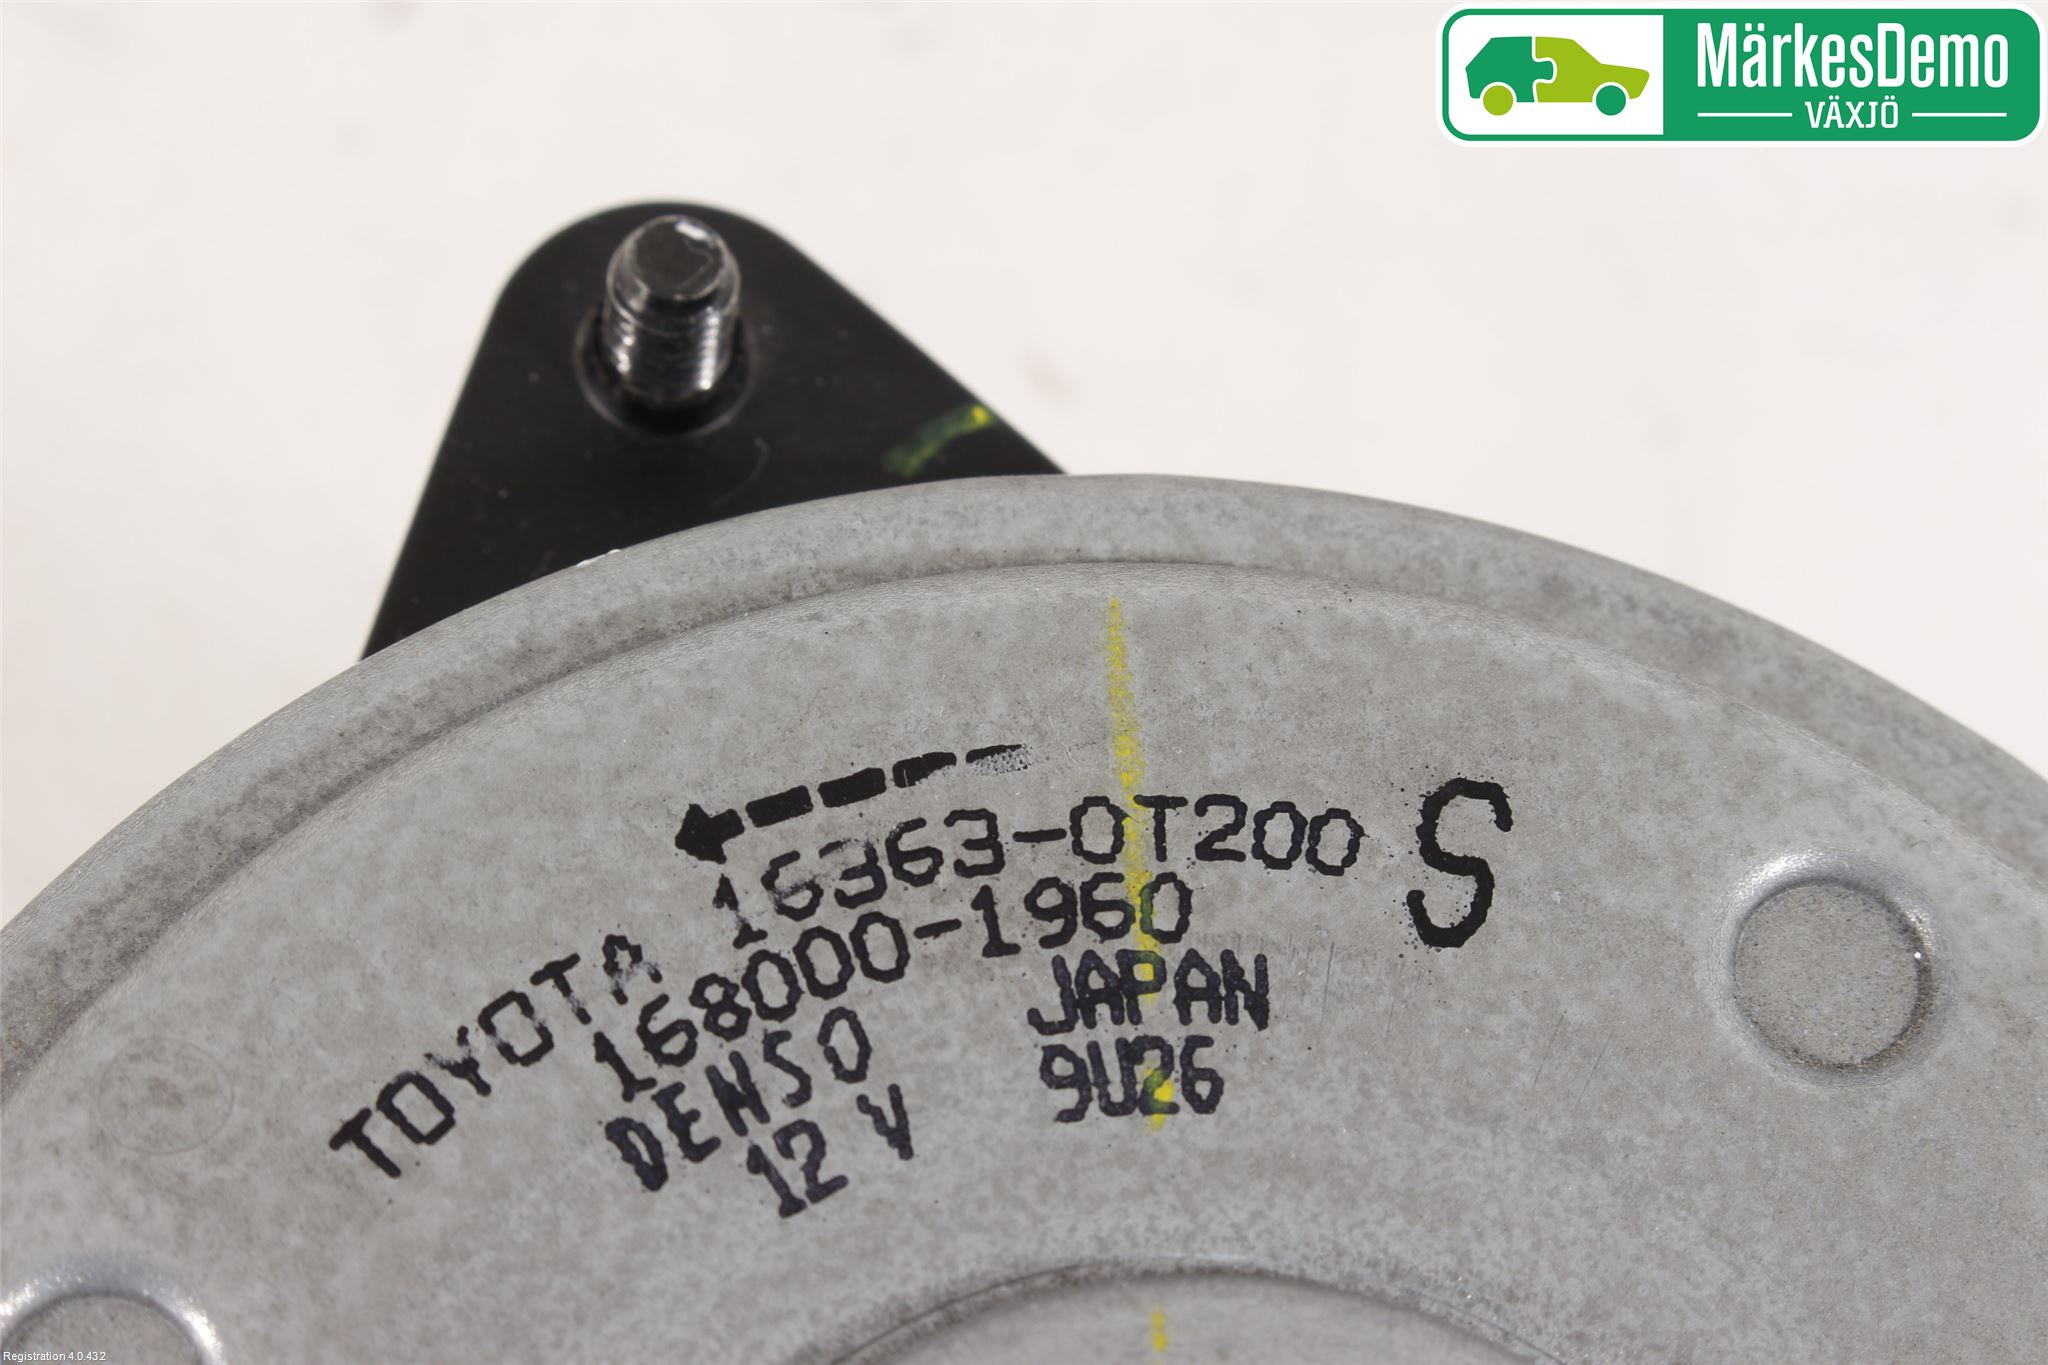 MärkesDemo
VÄXJÖ
TOYOTA 16363-0T200 S
168000-1960
DENSO JAPAN
12 V 9U26
Registration 4.0.432